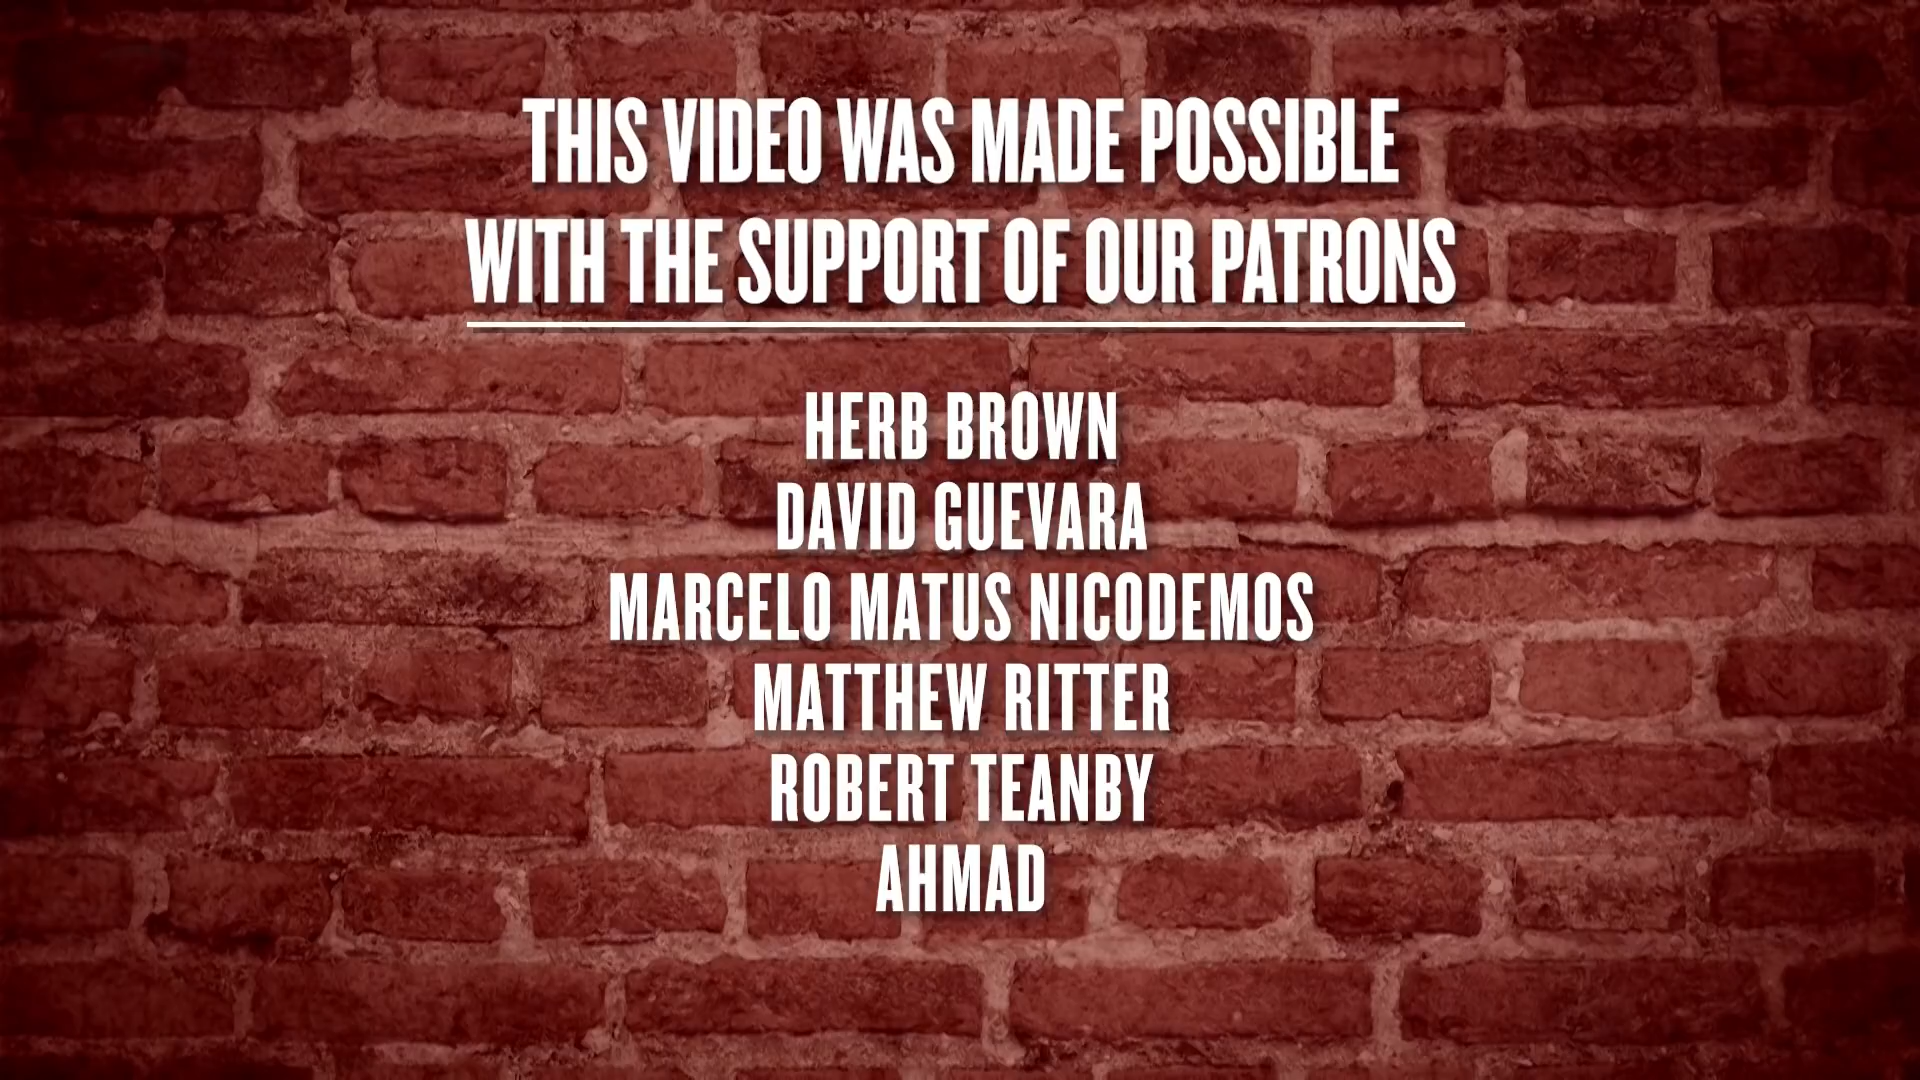 THIS VIDEO WAS MADE POSSIBLE
WITH THE SUPPORT OF OUR PATRONS
HERB BROWN
DAVID GUEVARA
MARCELO MATUS NICODEMOS
MATTHEW RITTER
ROBERT TEANBY
AHMAD